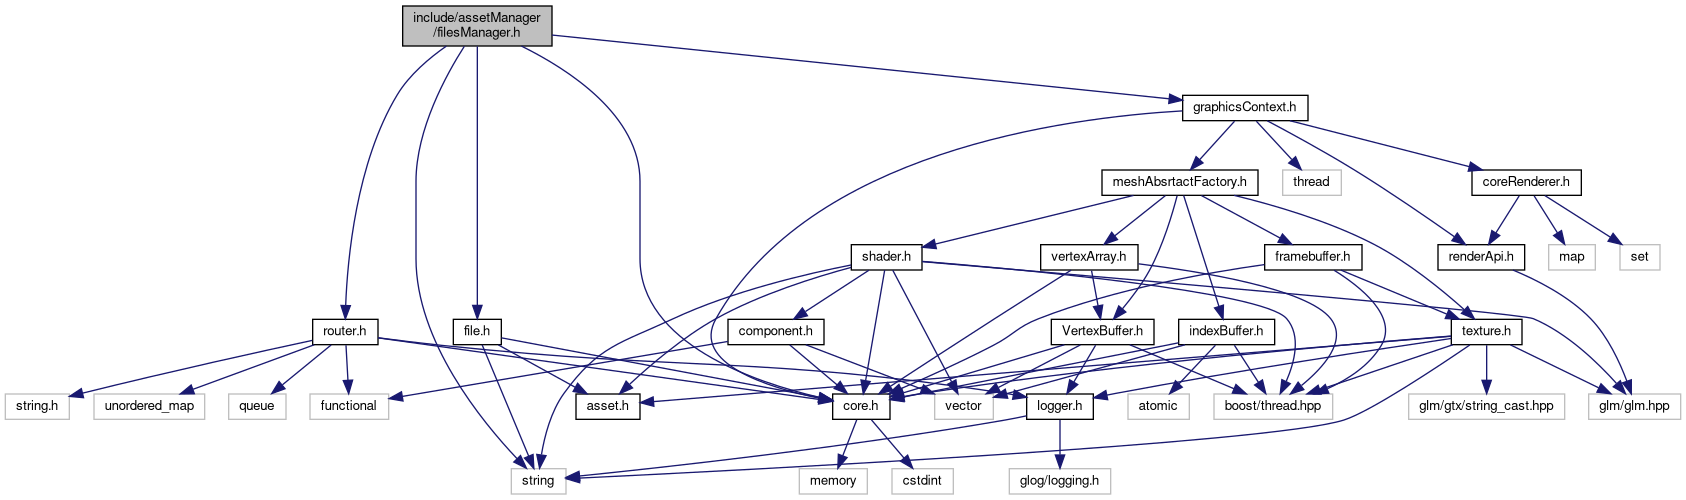 include/assetManager
/filesManager.h
graphicsContext.h
meshAbsrtactFactory.h
thread
coreRenderer.h
shader.h
vertexArray.h
framebuffer.h
renderApi.h
map
set
router.h
file.h
component.h
VertexBuffer.h
indexBuffer.h
texture.h
string.h
unordered_map
queue
functional
asset.h
core.h
vector
logger.h
atomic
boost/thread.hpp
glm/gtx/string_cast.hpp
glm/glm.hpp
string
memory
cstdint
glog/logging.h